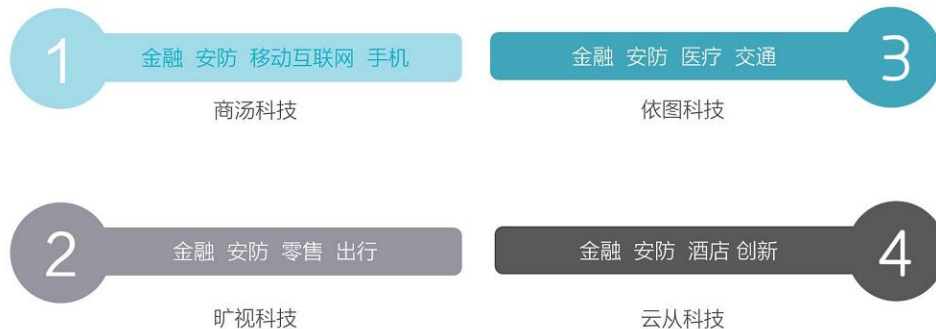 1
金融 安防 移动互联网 手机
商汤科技
3
金融 安防 医疗 交通
依图科技
2
金融 安防 零售 出行
旷视科技
4
金融 安防 酒店 创新
云从科技